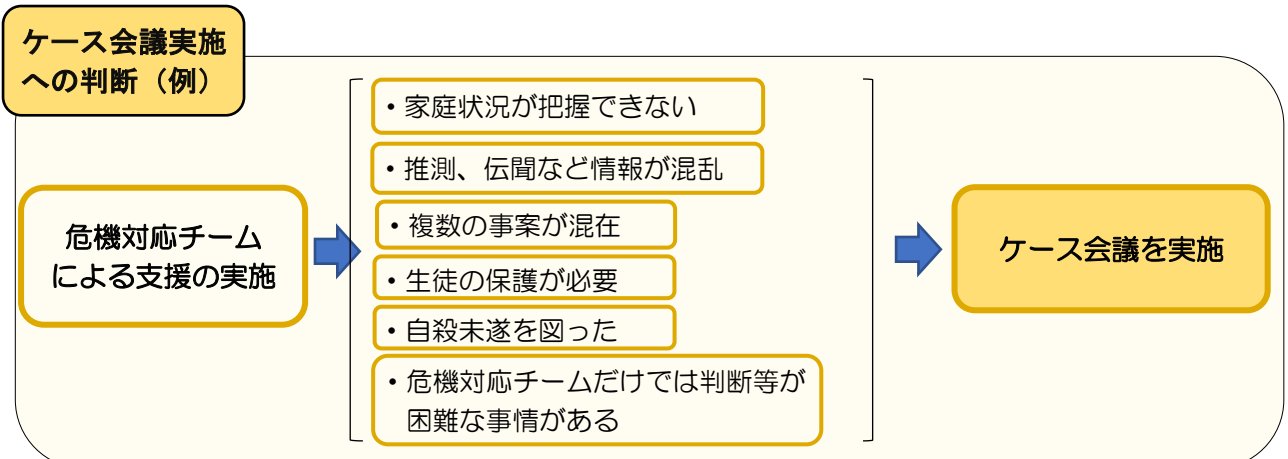 ケース会議実施
への判断（例）
危機対応チーム
による支援の実施
・家庭状況が把握できない
・推測、伝聞など情報が混乱
・複数の事案が混在
・生徒の保護が必要
・自殺未遂を図った
・危機対応チームだけでは判断等が
困難な事情がある
ケース会議を実施